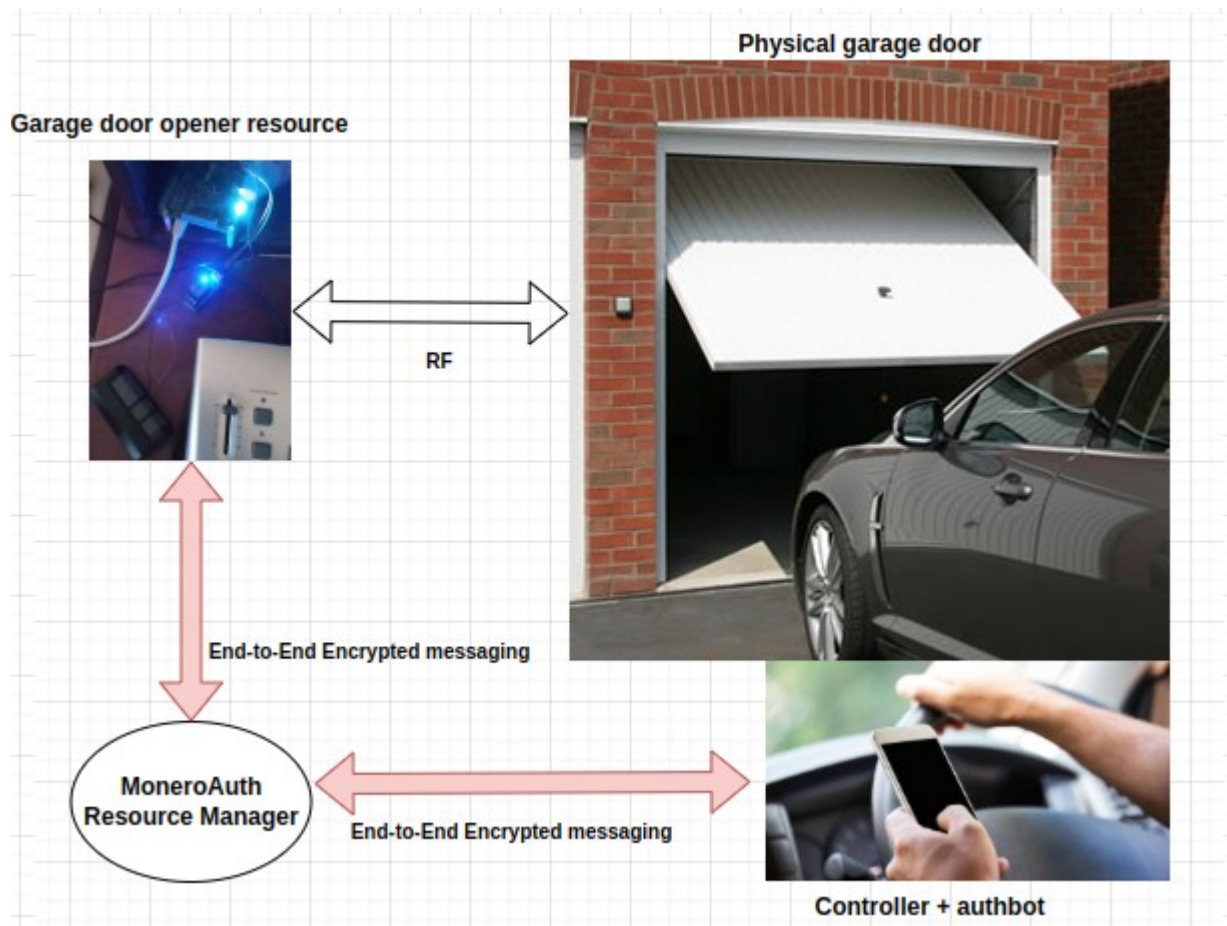 Physical garage door
Garage door opener resource
RF
End-to-End Encrypted messaging
MoneroAuth
Resource Manager
End-to-End Encrypted messaging
Controller + authbot